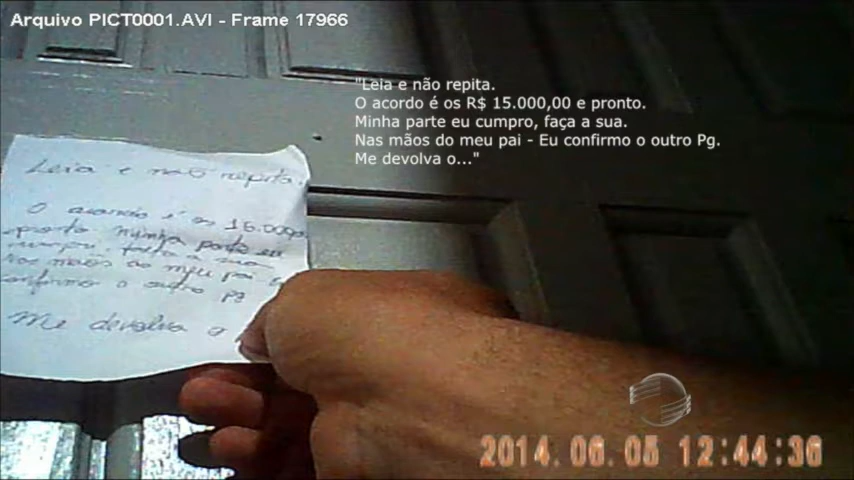 Arquivo PICT0001.AVI - Frame 17966
"Leia e não repita.
O acordo é os R$ 15.000,00 e pronto.
Minha parte eu cumpro, faça a sua.
Nas mãos do meu pai - Eu confirmo o outro Pg.
Me devolva o..."
Leia e não repita.
O acordo é os 15.000,00
e pronto minha parte eu
cumpri, faça a sua
Nas mãos do meu pai
confirmo o outro pg
Me devolva o
2014.06.05 12:44:36